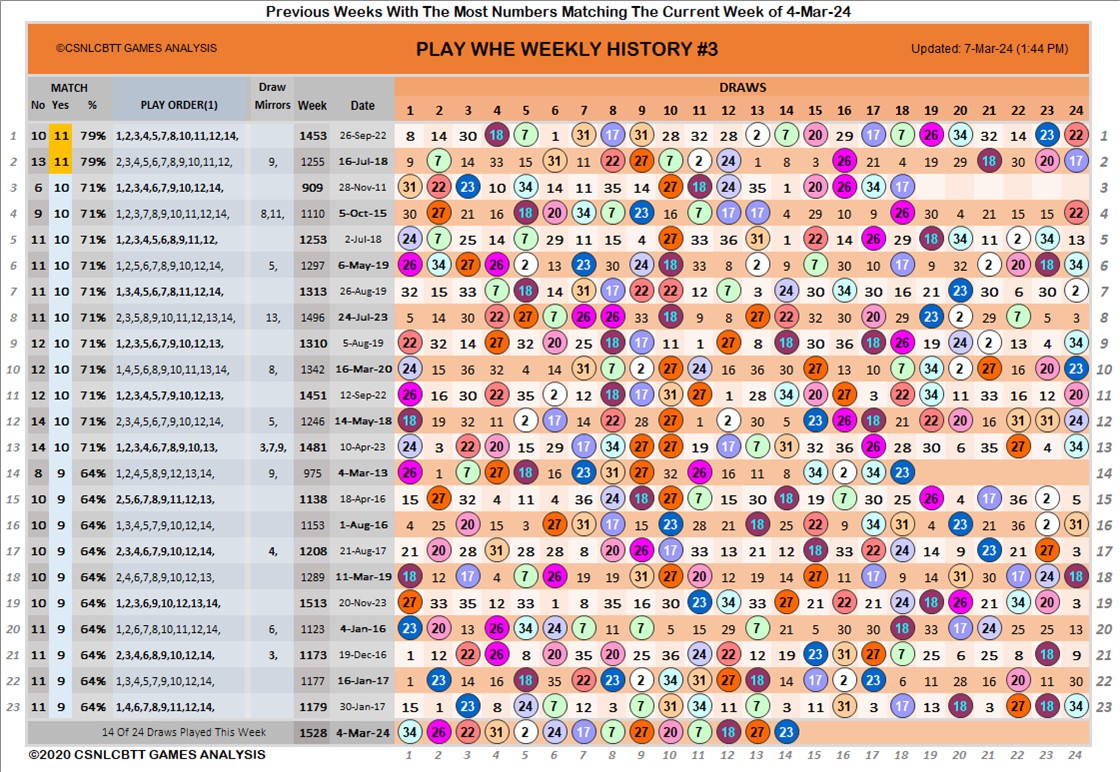 Previous Weeks With The Most Numbers Matching The Current Week of 4-Mar-24
©CSNLCBTT GAMES ANALYSIS PLAY WHE WEEKLY HISTORY #3 Updated: 7-Mar-24 (1:44 PM)
MATCH Draw DRAWS
No Yes % PLAY ORDER(1) Mirrors Week Date 1 2 3 4 5 6 7 8 9 10 11 12 13 14 15 16 17 18 19 20 21 22 23 24
1 10 11 79% 1,2,3,4,5,7,8,10,11,12,14, 1453 26-Sep-22 8 14 30 18 7 1 31 17 31 28 32 28 2 7 20 29 17 7 26 34 32 14 23 22 1
2 13 11 79% 2,3,4,5,6,7,8,9,10,11,12, 9, 1255 16-Jul-18 9 2 14 33 15 31 11 22 27 7 2 24 1 8 3 16 21 4 19 29 18 30 20 17 2
3 6 10 71% 1,2,3,4,6,7,9,10,12,14, 909 28-Nov-11 31 22 23 10 34 14 11 35 14 27 18 24 35 1 20 26 34 17 3
4 9 10 71% 1,2,3,7,8,9,10,11,12,14, 8,11, 1110 5-Oct-15 30 27 21 16 18 20 34 7 23 16 7 17 17 4 29 10 9 26 30 4 21 15 15 22 4
5 11 10 71% 1,2,3,4,5,6,8,9,11,12, 1253 2-Jul-18 24 7 25 14 7 29 11 15 4 27 33 36 31 1 22 14 26 29 18 34 11 2 34 13 5
6 11 10 71% 1,2,5,6,7,8,9,10,12,14, 5, 1297 6-May-19 26 34 27 26 2 13 23 30 24 18 33 8 2 9 7 30 10 17 9 32 2 20 18 34 6
7 11 10 71% 1,3,4,5,6,7,8,11,12,14, 1313 26-Aug-19 32 15 33 7 18 14 31 17 22 22 12 7 3 24 30 34 30 16 21 23 30 6 30 2 7
8 11 10 71% 2,3,5,8,9,10,11,12,13,14, 13, 1496 24-Jul-23 5 14 30 22 27 7 26 26 33 18 9 8 27 22 32 30 20 29 23 2 29 7 5 3 8
9 12 10 71% 1,2,3,5,6,7,9,10,12,13, 1310 5-Aug-19 22 32 14 27 32 20 25 18 17 11 1 27 8 18 30 36 18 26 19 24 2 13 4 34 9
10 12 10 71% 1,4,5,6,8,9,10,11,13,14, 8, 1342 16-Mar-20 24 15 36 32 4 14 31 7 2 27 24 16 36 30 27 13 10 7 34 2 27 16 20 23 10
11 12 10 71% 1,2,3,4,5,7,9,10,12,13, 1451 12-Sep-22 26 16 30 22 35 2 12 18 17 31 27 1 28 34 20 27 3 22 34 11 33 16 12 20 11
12 12 10 71% 2,3,4,5,6,7,10,12,13,14, 5, 1246 14-May-18 18 19 32 11 2 17 28 22 28 27 1 2 30 5 23 26 18 19 22 20 16 31 31 24 12
13 14 10 71% 1,2,3,4,6,7,8,9,10,13, 3,7,9, 1481 10-Apr-23 24 3 22 20 15 29 17 34 27 27 19 17 7 31 32 36 26 28 30 6 35 27 4 34 13
14 8 9 64% 1,2,4,5,8,9,12,13,14, 9, 975 4-Mar-13 26 1 7 27 18 16 23 31 27 32 26 16 11 8 34 2 34 23 14
15 10 9 64% 2,5,6,7,8,9,11,12,13, 1138 18-Apr-16 15 27 32 4 11 4 36 24 18 27 7 15 30 18 19 7 30 25 26 4 17 36 2 5 15
16 10 9 64% 1,3,4,5,7,9,10,12,14, 1153 1-Aug-16 4 25 20 15 3 27 31 17 15 23 28 21 18 25 22 9 34 31 4 23 21 36 2 31 16
17 10 9 64% 2,3,4,6,7,9,10,12,14, 4, 1208 21-Aug-17 21 20 28 31 28 28 8 20 26 17 33 13 21 12 18 33 22 24 14 9 23 21 27 3 17
18 10 9 64% 2,4,6,7,8,9,10,12,13, 1289 11-Mar-19 18 12 17 4 7 26 19 19 31 27 20 12 19 14 27 11 17 9 14 31 30 17 24 18 18
19 10 9 64% 1,2,3,6,9,10,12,13,14, 1513 20-Nov-23 27 33 35 12 33 1 8 35 16 30 23 34 33 27 21 22 21 24 18 26 21 34 20 3 19
20 11 9 64% 1,2,6,7,8,10,11,12,14, 6, 1123 4-Jan-16 23 20 13 26 34 24 7 11 7 5 15 29 7 21 5 30 30 18 33 17 24 25 25 13 20
21 11 9 64% 2,3,4,6,8,9,10,12,14, 3, 1173 19-Dec-16 1 12 22 26 8 20 35 20 25 36 24 22 12 19 23 31 27 7 25 6 25 8 18 9 21
22 11 9 64% 1,3,4,5,7,10,12,13,14, 1177 16-Jan-17 2 23 14 16 18 35 22 23 2 34 31 27 18 14 17 2 23 6 11 28 16 20 11 30 22
23 11 9 64% 1,4,6,7,8,11,12,13,14, 1179 30-Jan-17 15 1 23 8 24 7 12 3 7 31 34 11 7 3 11 31 3 17 13 18 3 27 18 34 23
14 Of 24 Draws Played This Week 1528 4-Mar-24 34 26 22 31 2 24 17 7 27 20 7 18 27 23
©2020 CSNLCBTT GAMES ANALYSIS 1 2 3 4 5 6 7 8 9 10 11 12 13 14 15 16 17 18 19 20 21 22 23 24